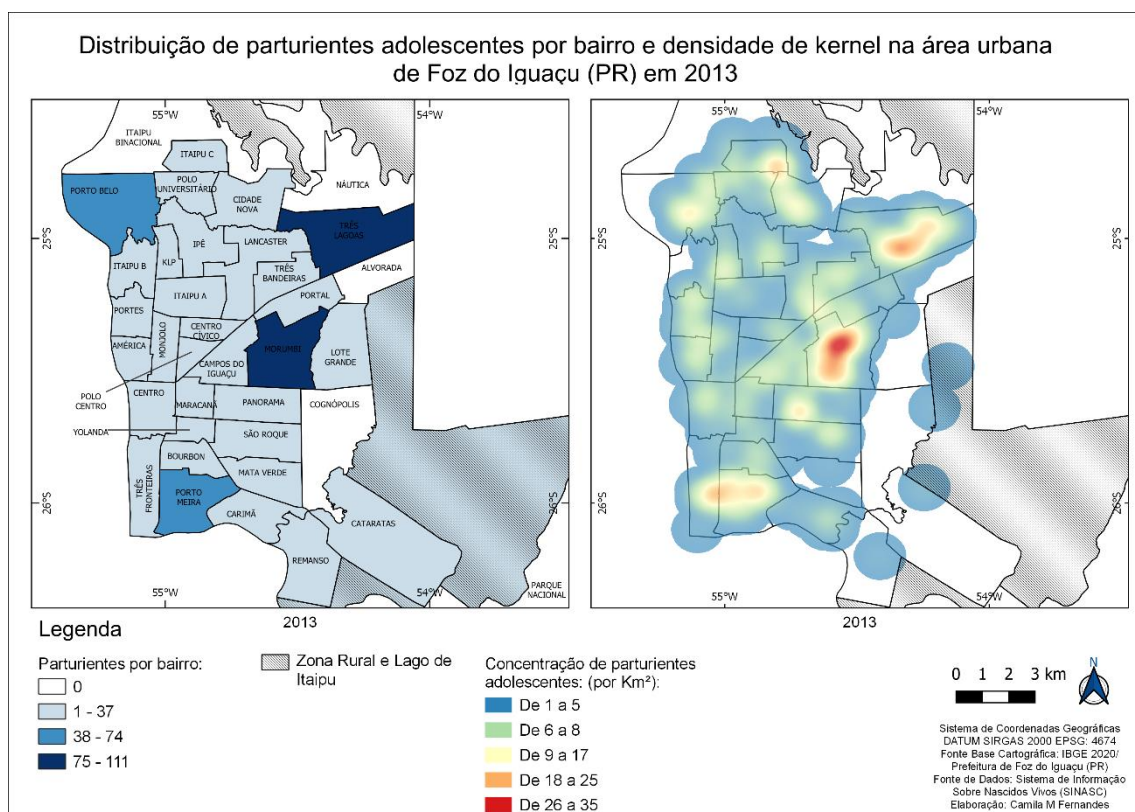 Distribuição de parturientes adolescentes por bairro e densidade de kernel na área urbana
de Foz do Iguaçu (PR) em 2013
55°W
54°W
55°W
54°W
ITAIPU
BINACIONAL
ITAIPU C
PORTO BELO
POLO
UNIVERSITÁRIO
CIDADE
NOVA
NÁUTICA
TRÊS
LAGOAS
25°S
25°S
25°S
IPÊ
LANCASTER
ITAIPU B
KLP
TRÊS
BANDEIRAS
ALVORADA
ITAIPU A
PORTAL
PORTES
MONJOLO
CENTRO
CÍVICO
AMÉRICA
MORUMBI
LOTE
GRANDE
CAMPOS DO
IGUAÇU
POLO
CENTRO
CENTRO
MARACANÃ
PANORAMA
COGNÓPOLIS
YOLANDA
SÃO ROQUE
BOURBON
MATA VERDE
TRÊS
FRONTEIRAS
PORTO
MEIRA
26°S
26°S
26°S
CARIMÃ
CATARATAS
REMANSO
PARQUE
NACIONAL
55°W
54°W
55°W
54°W
2013
2013
Legenda
Parturientes por bairro:
0
1 - 37
38 - 74
75 - 111
Zona Rural e Lago de
Itaipu
Concentração de parturientes
adolescentes: (por Km²):
De 1 a 5
De 6 a 8
De 9 a 17
De 18 a 25
De 26 a 35
0 1 2 3 km
N
Sistema de Coordenadas Geográficas
DATUM SIRGAS 2000 EPSG: 4674
Fonte Base Cartográfica: IBGE 2020/
Prefeitura de Foz do Iguaçu (PR)
Fonte de Dados: Sistema de Informação
Sobre Nascidos Vivos (SINASC)
Elaboração: Camila M Fernandes